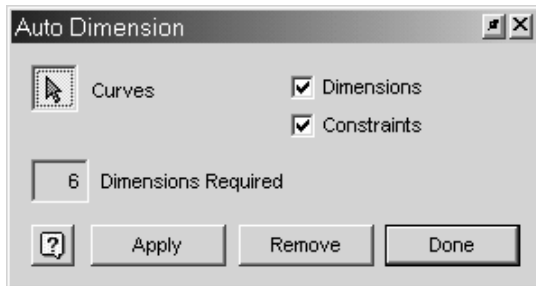 Auto Dimension
Curves
Dimensions
Constraints
6 Dimensions Required
? Apply Remove Done